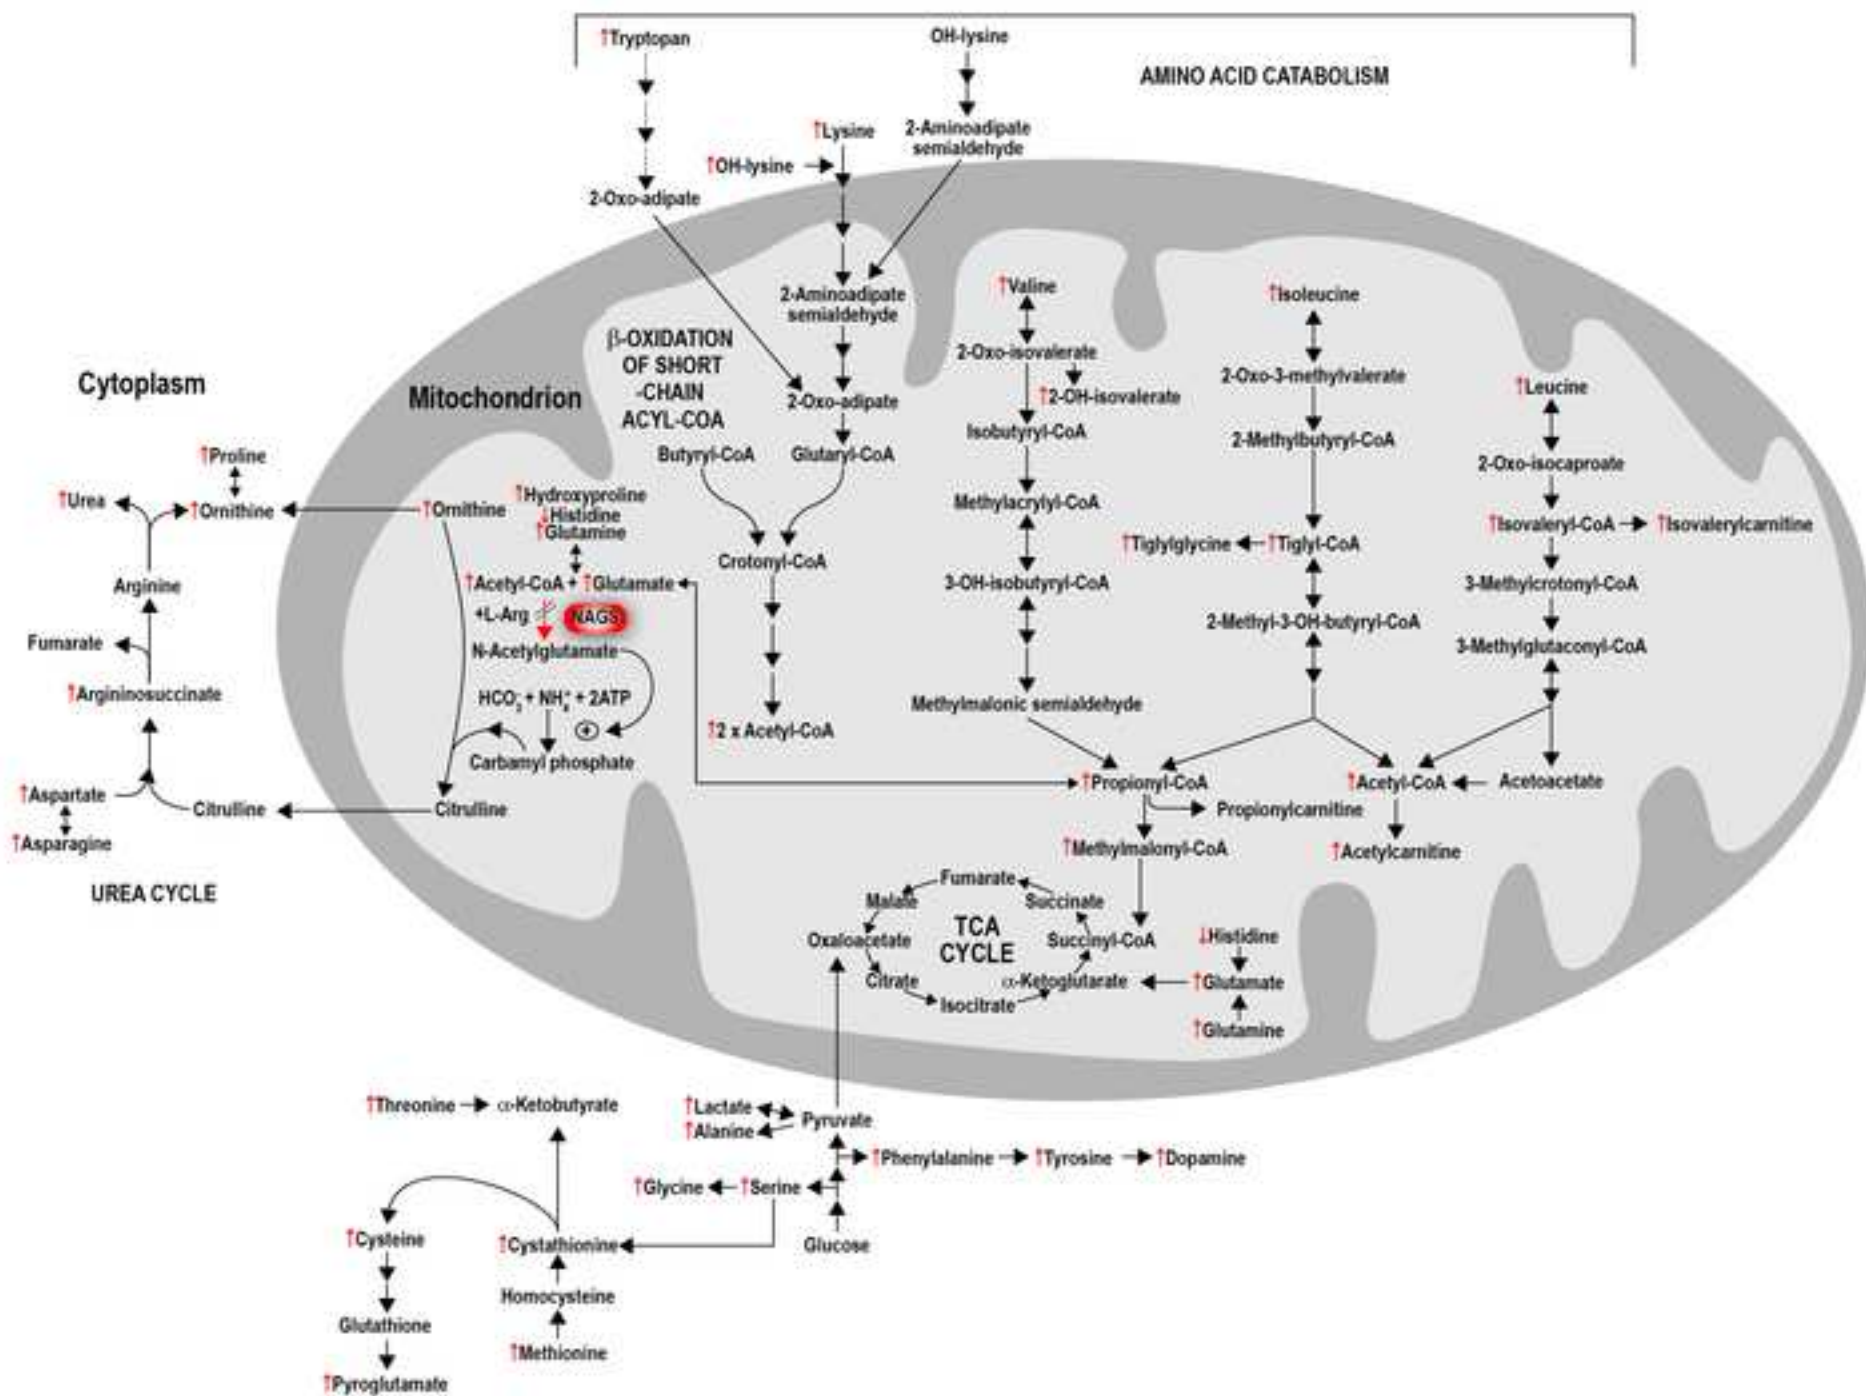 ↑Tryptopan
OH-lysine
AMINO ACID CATABOLISM
↑Lysine
2-Aminoadipate
semialdehyde
↑OH-lysine
2-Oxo-adipate
2-Aminoadipate
semialdehyde
↑Valine
↑Isoleucine
β-OXIDATION
OF SHORT
-CHAIN
ACYL-COA
2-Oxo-isovalerate
2-Oxo-3-methylvalerate
Cytoplasm
Mitochondrion
2-Oxo-adipate
↑2-OH-isovalerate
↑Leucine
Isobutyryl-CoA
2-Methylbutyryl-CoA
↑Proline
Butyryl-CoA
Glutaryl-CoA
2-Oxo-isocaproate
↑Urea
↑Ornithine
↑Ornithine
↑Hydroxyproline
↓Histidine
↑Glutamine
Methylacrylyl-CoA
↑Isovaleryl-CoA
↑Isovalerylcarnitine
Crotonyl-CoA
↑Tiglylglycine
↑Tiglyl-CoA
Arginine
↑Acetyl-CoA + ↑Glutamate
3-OH-isobutyryl-CoA
3-Methylcrotonyl-CoA
+L-Arg
NAGS
2-Methyl-3-OH-butyryl-CoA
Fumarate
N-Acetylglutamate
3-Methylglutaconyl-CoA
↑Argininosuccinate
HCO₃⁻ + NH₄⁺ + 2ATP
Methylmalonic semialdehyde
+
↑2 x Acetyl-CoA
Carbamyl phosphate
↑Propionyl-CoA
↑Acetyl-CoA
Acetoacetate
↑Aspartate
Citrulline
Citrulline
Propionylcarnitine
↑Asparagine
↑Methylmalonyl-CoA
↑Acetylcarnitine
UREA CYCLE
Fumarate
Malate
Succinate
TCA
CYCLE
Oxaloacetate
Succinyl-CoA
↓Histidine
Citrate
α-Ketoglutarate
↑Glutamate
Isocitrate
↑Glutamine
↑Threonine
α-Ketobutyrate
↑Lactate
Pyruvate
↑Alanine
↑Phenylalanine
↑Tyrosine
↑Dopamine
↑Glycine
↑Serine
↑Cysteine
↑Cystathionine
Glucose
Homocysteine
Glutathione
↑Methionine
↑Pyroglutamate